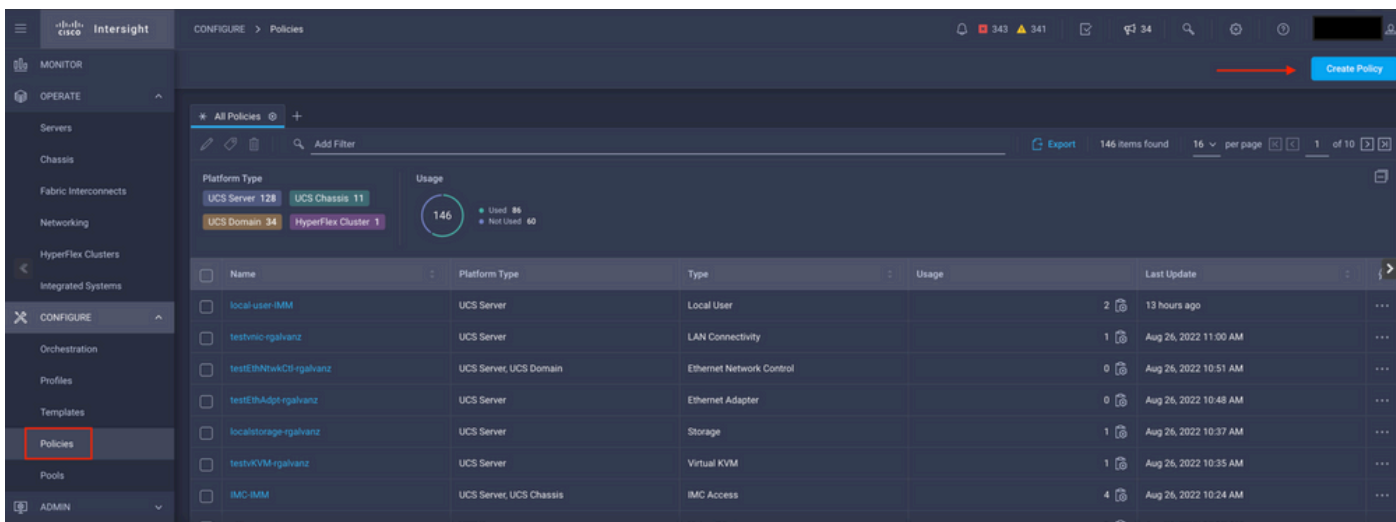 cisco Intersight
CONFIGURE > Policies
343 341 34
MONITOR
Create Policy
OPERATE
All Policies +
Servers
Add Filter Export 146 items found 16 per page 1 of 10
Chassis
Platform Type Usage
UCS Server 128 UCS Chassis 11
Fabric Interconnects
146 Used 86
UCS Domain 34 HyperFlex Cluster 1 Not Used 60
Networking
HyperFlex Clusters
Name Platform Type Type Usage Last Update
Integrated Systems
local-user-IMM UCS Server Local User 2 13 hours ago
CONFIGURE
testvnic-rgalvanz UCS Server LAN Connectivity 1 Aug 26, 2022 11:00 AM
Orchestration
testEthNtwkCtl-rgalvanz UCS Server, UCS Domain Ethernet Network Control 0 Aug 26, 2022 10:51 AM
Profiles
testEthAdpt-rgalvanz UCS Server Ethernet Adapter 0 Aug 26, 2022 10:48 AM
Templates
localstorage-rgalvanz UCS Server Storage 1 Aug 26, 2022 10:37 AM
Policies
testvKVM-rgalvanz UCS Server Virtual KVM 1 Aug 26, 2022 10:35 AM
Pools
IMC-IMM UCS Server, UCS Chassis IMC Access 4 Aug 26, 2022 10:24 AM
ADMIN